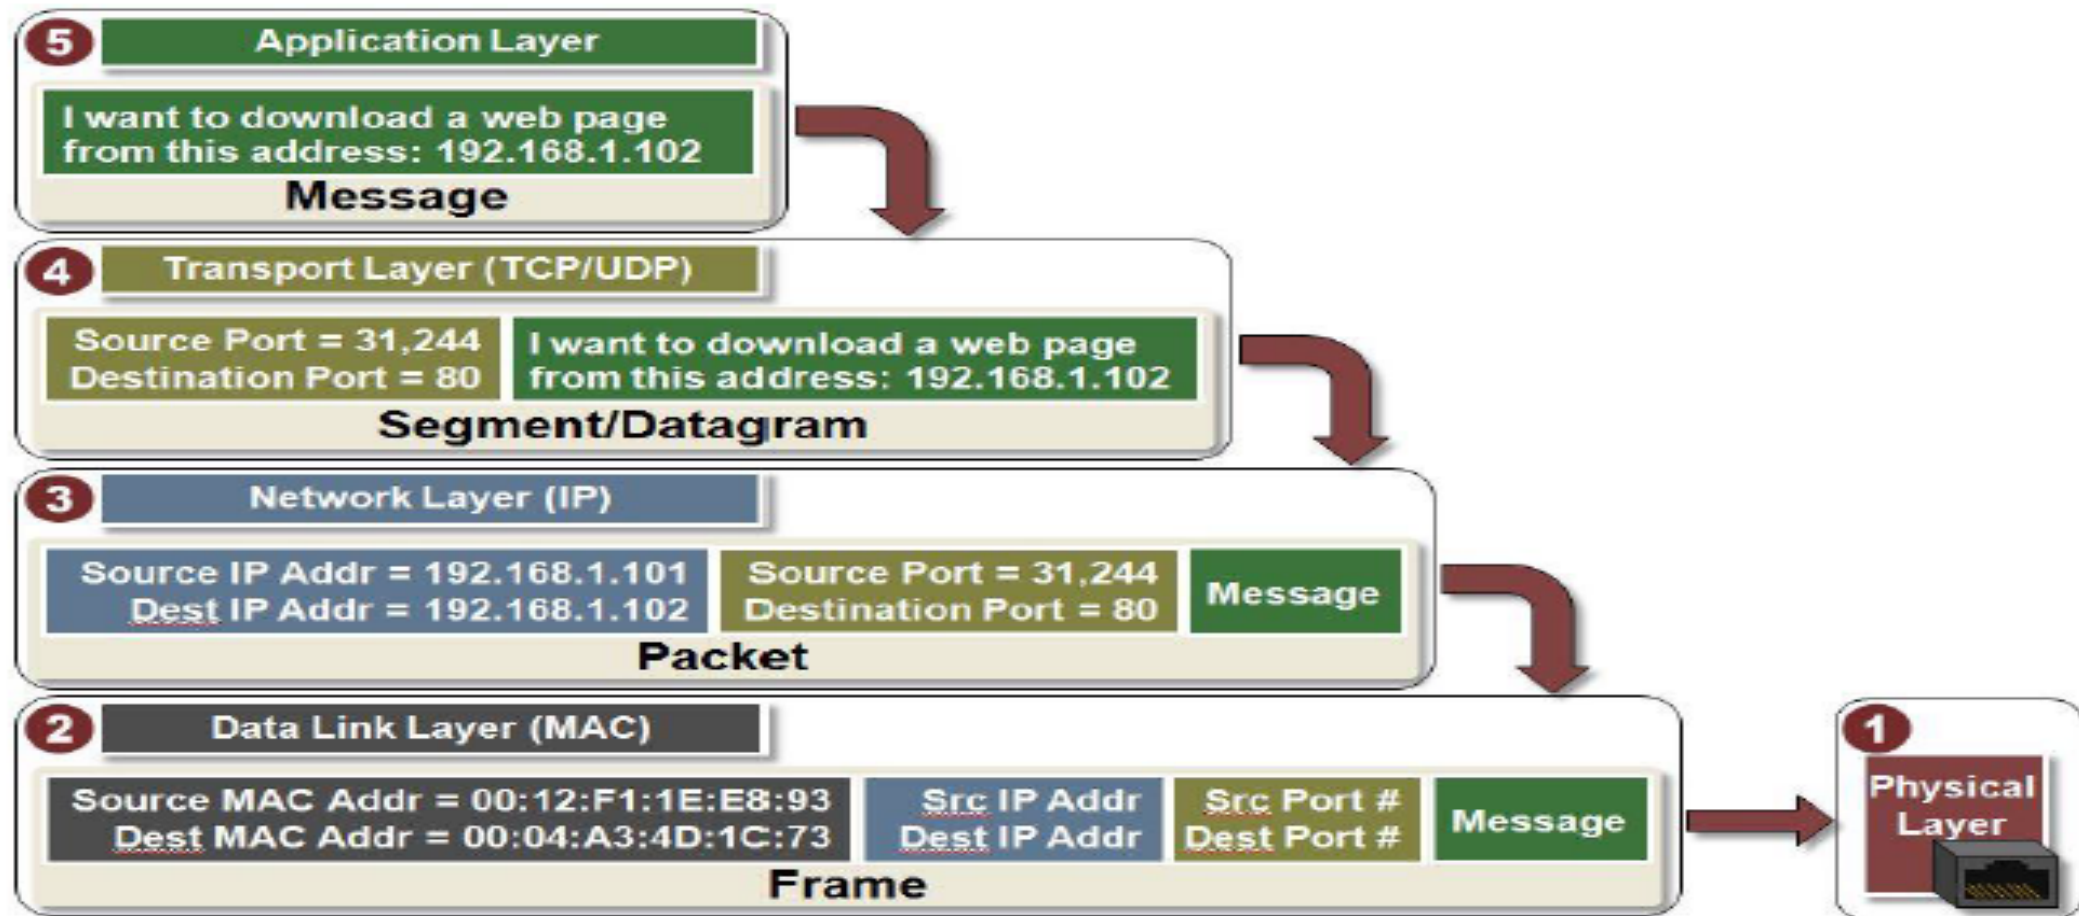 5
Application Layer
I want to download a web page
from this address: 192.168.1.102
Message
4
Transport Layer (TCP/UDP)
Source Port = 31,244
Destination Port = 80
I want to download a web page
from this address: 192.168.1.102
Segment/Datagram
3
Network Layer (IP)
Source IP Addr = 192.168.1.101
Dest IP Addr = 192.168.1.102
Source Port = 31,244
Destination Port = 80
Message
Packet
2
Data Link Layer (MAC)
Source MAC Addr = 00:12:F1:1E:E8:93
Dest MAC Addr = 00:04:A3:4D:1C:73
Src IP Addr
Dest IP Addr
Src Port #
Dest Port #
Message
Frame
1
Physical
Layer